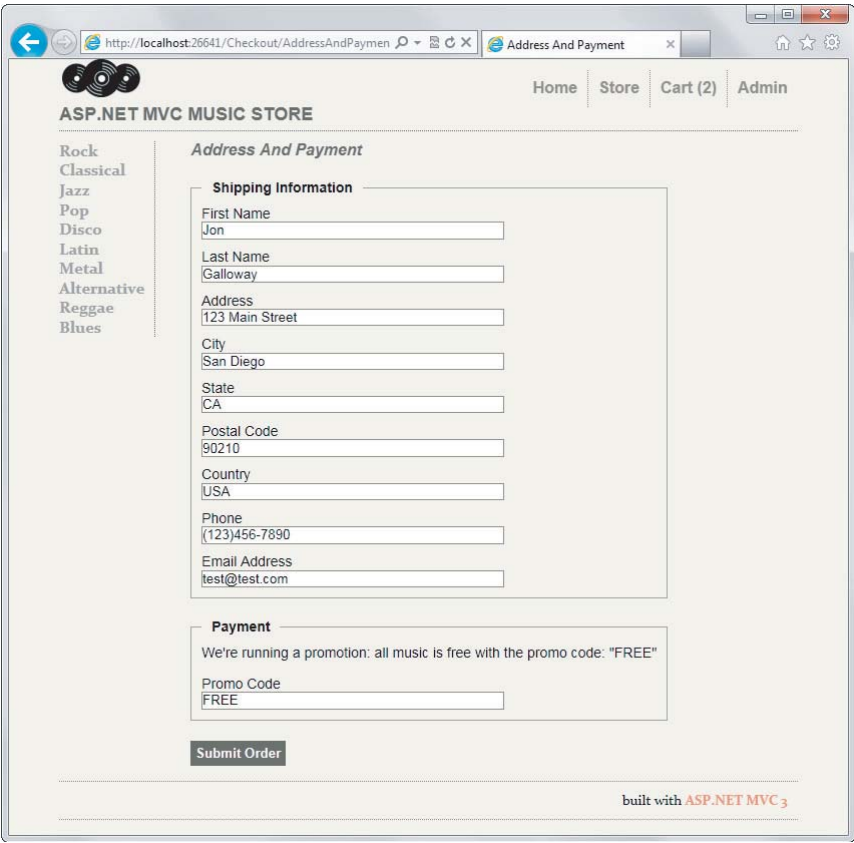 http://localhost:26641/Checkout/AddressAndPaymen
Address And Payment
ASP.NET MVC MUSIC STORE
Home
Store
Cart (2)
Admin
Rock
Classical
Jazz
Pop
Disco
Latin
Metal
Alternative
Reggae
Blues
Address And Payment
Shipping Information
First Name
Jon
Last Name
Galloway
Address
123 Main Street
City
San Diego
State
CA
Postal Code
90210
Country
USA
Phone
(123)456-7890
Email Address
test@test.com
Payment
We're running a promotion: all music is free with the promo code: "FREE"
Promo Code
FREE
Submit Order
built with ASP.NET MVC 3